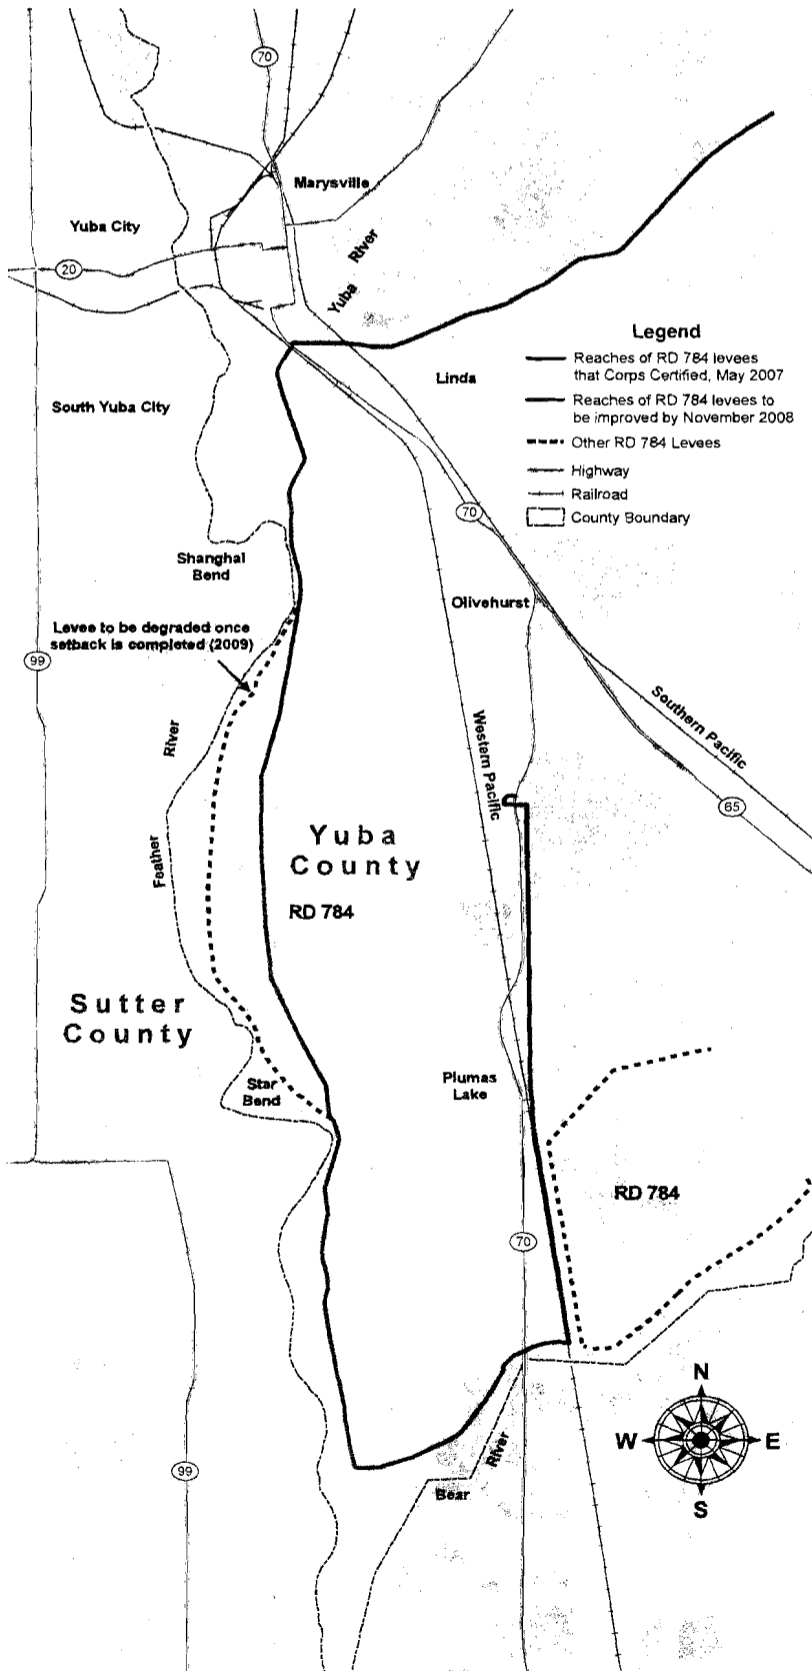 70
Marysville
Yuba City
River
20
Yuba
Legend
Reaches of RD 784 levees
that Corps Certified, May 2007
Linda
Reaches of RD 784 levees to
be improved by November 2008
South Yuba City
Other RD 784 Levees
Highway
Railroad
70
County Boundary
Shanghai
Bend
Olivehurst
Levee to be degraded once
setback is completed (2009)
99
Southern Pacific
River
Western Pacific
65
Yuba
County
Feather
RD 784
Sutter
County
Plumas
Lake
Star
Bend
RD 784
70
N
W
E
S
River
99
Bear